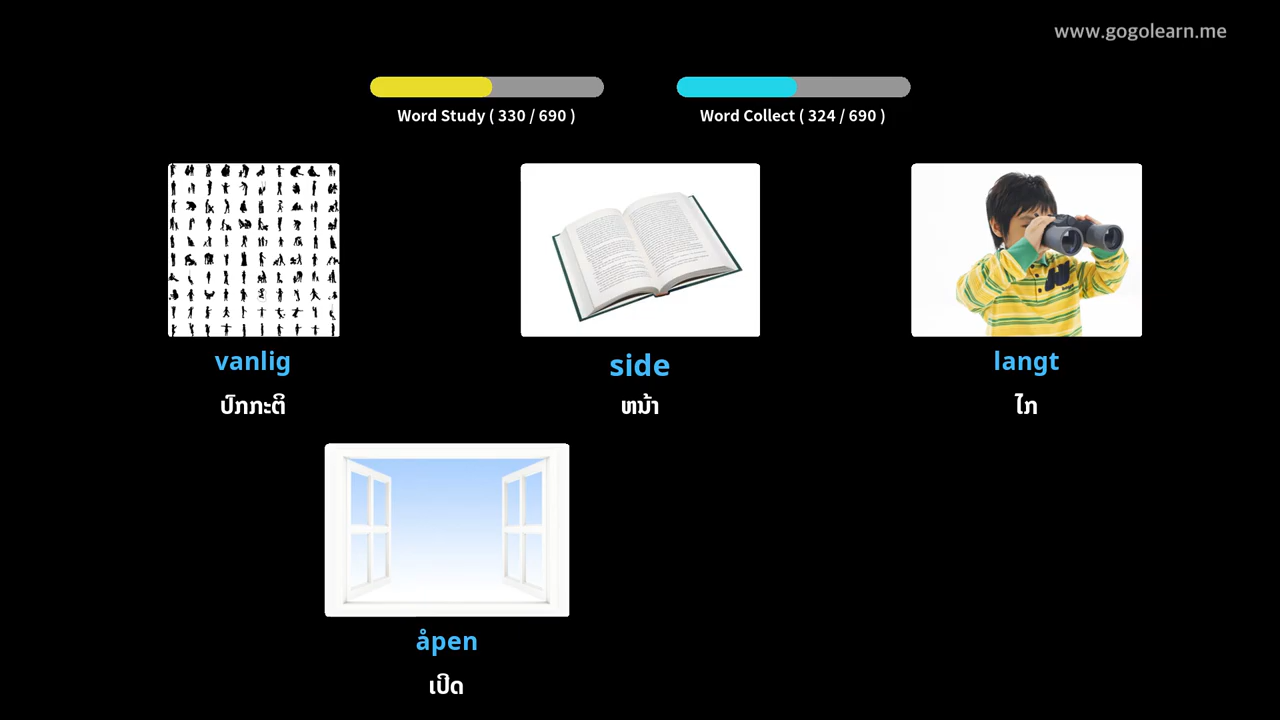 www.gogolearn.me
Word Study ( 330 / 690 )
Word Collect ( 324 / 690 )
vanlig
ປົກກະຕິ
side
ຫນ້າ
langt
ໄກ
åpen
ເປີດ